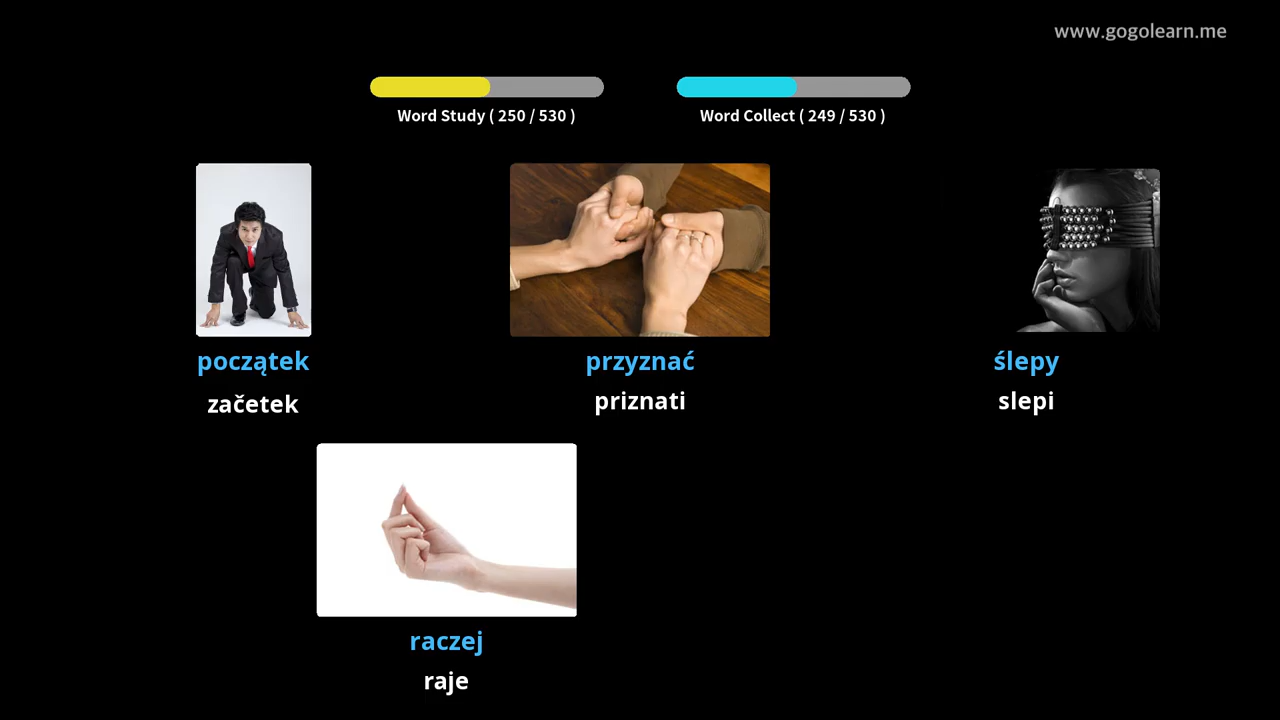 www.gogolearn.me
Word Study ( 250 / 530 )
Word Collect ( 249 / 530 )
początek
začetek
przyznać
priznati
ślepy
slepi
raczej
raje